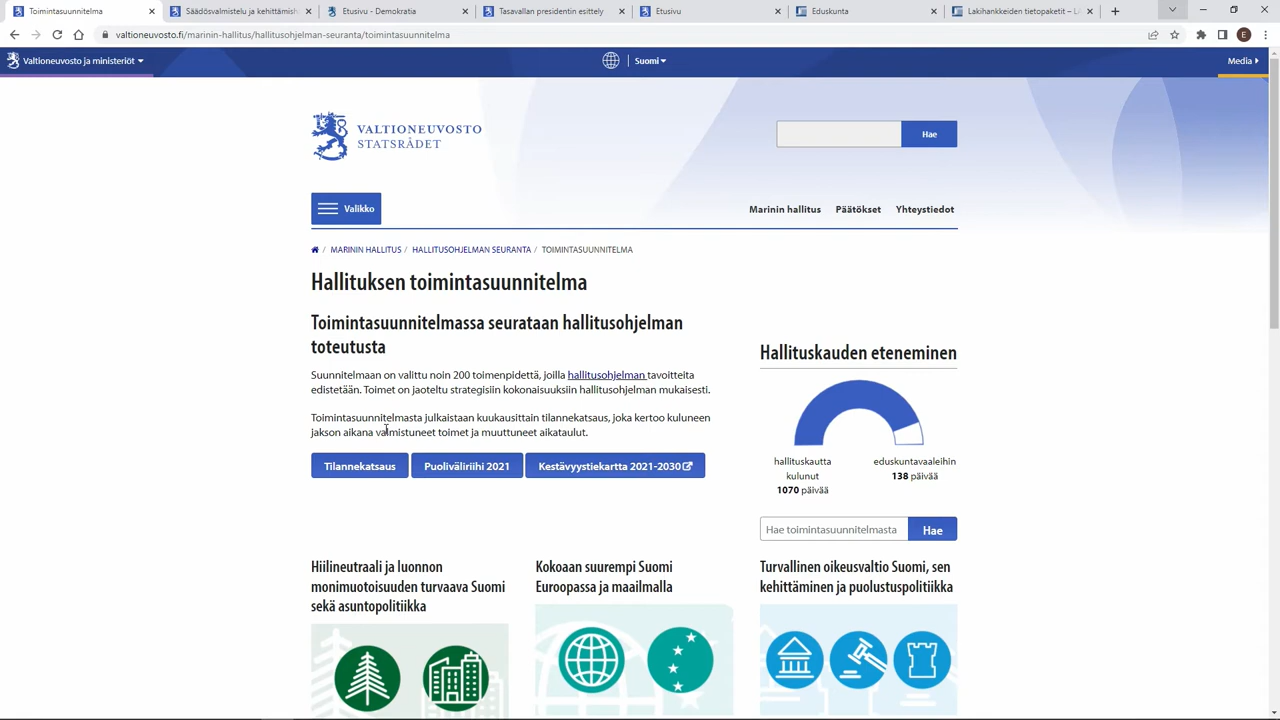 Toimintasuunnitelma
Säädösvalmistelu ja kehittämish
Etusivu - Demokratia
Tasavallan presidentin esittely
Etusivu
Eduskunta
Lakihankkeiden tietopaketit – LA
valtioneuvosto.fi/marinin-hallitus/hallitusohjelman-seuranta/toimintasuunnitelma
E
Valtioneuvosto ja ministeriöt
Suomi
Media
VALTIONEUVOSTO
STATSRÅDET
Hae
Valikko
Marinin hallitus Päätökset Yhteystiedot
/ MARININ HALLITUS / HALLITUSOHJELMAN SEURANTA / TOIMINTASUUNNITELMA
Hallituksen toimintasuunnitelma
Toimintasuunnitelmassa seurataan hallitusohjelman
toteutusta
Suunnitelmaan on valittu noin 200 toimenpidettä, joilla hallitusohjelman tavoitteita
edistetään. Toimet on jaoteltu strategisiin kokonaisuuksiin hallitusohjelman mukaisesti.
Toimintasuunnitelmasta julkaistaan kuukausittain tilannekatsaus, joka kertoo kuluneen
jakson aikana valmistuneet toimet ja muuttuneet aikataulut.
Tilannekatsaus
Puoliväliriihi 2021
Kestävyystiekartta 2021-2030
Hallituskauden eteneminen
hallituskautta
kulunut
1070 päivää
eduskuntavaaleihin
138 päivää
Hae toimintasuunnitelmasta
Hae
Hiilineutraali ja luonnon
monimuotoisuuden turvaava Suomi
sekä asuntopolitiikka
Kokoaan suurempi Suomi
Euroopassa ja maailmalla
Turvallinen oikeusvaltio Suomi, sen
kehittäminen ja puolustuspolitiikka